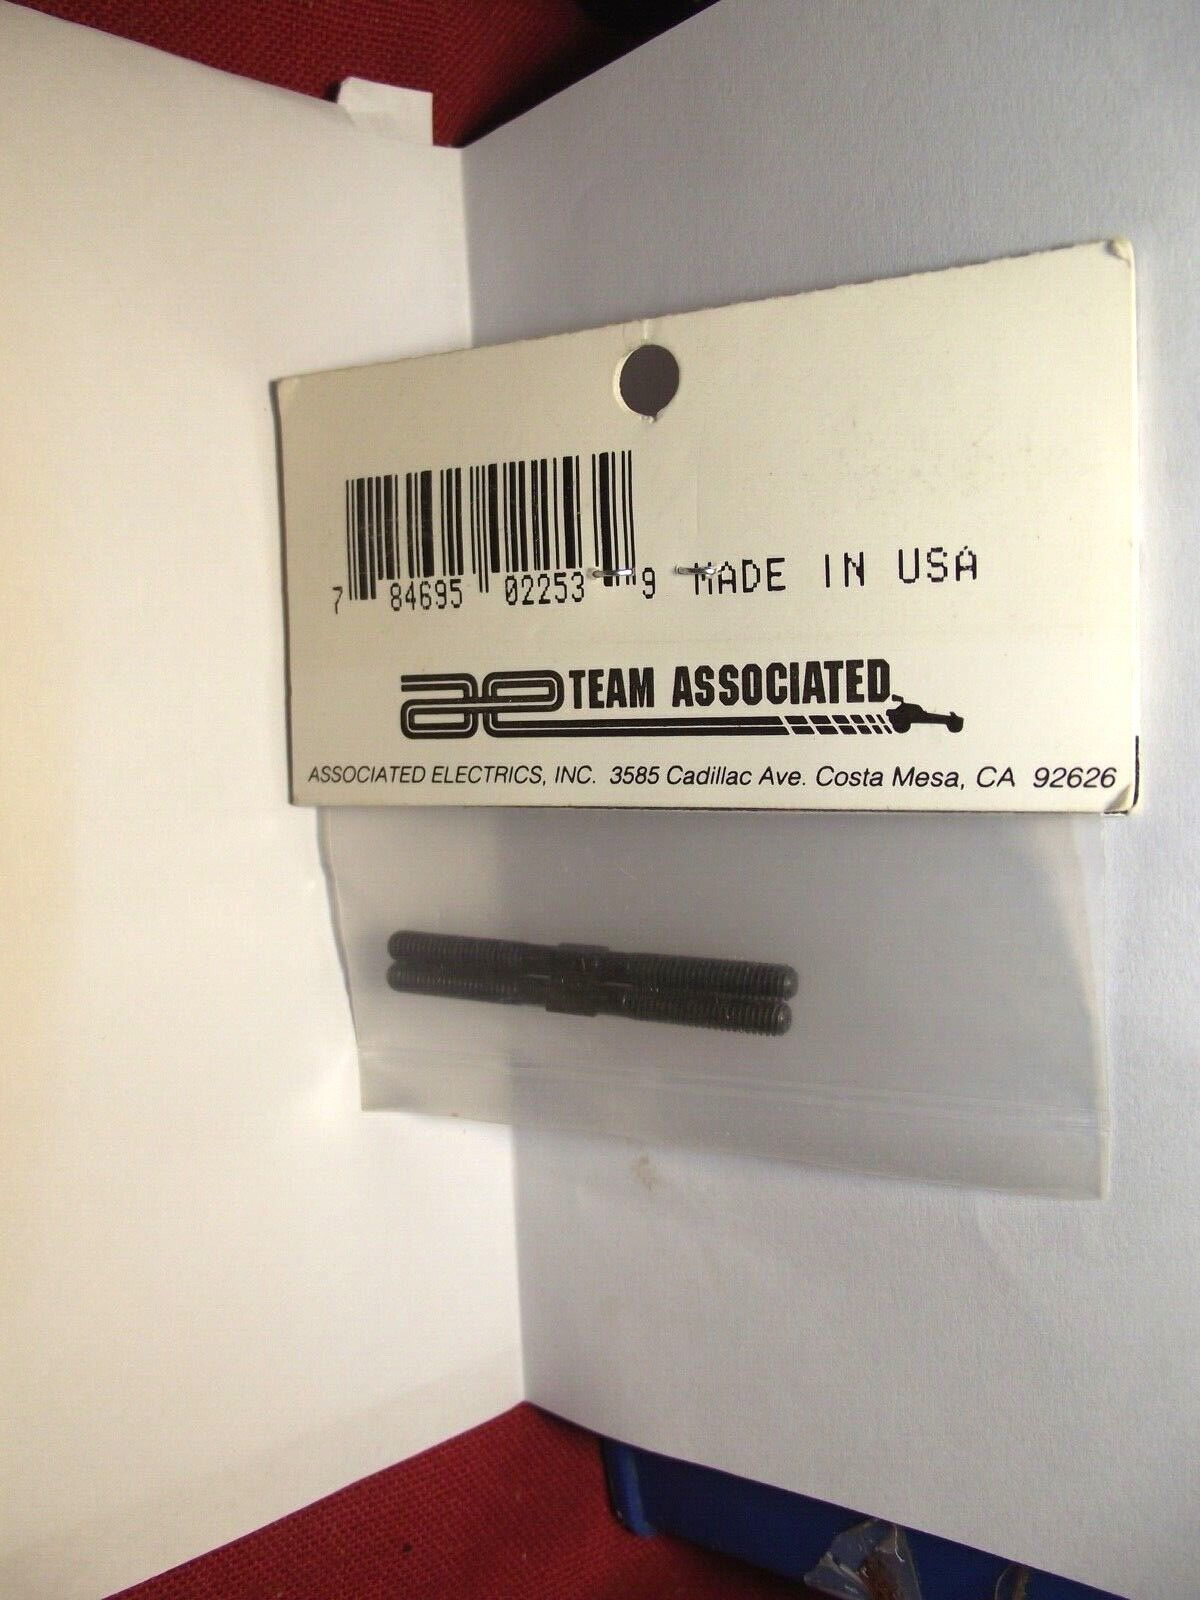 7 84695 02253 9 MADE IN USA
ae TEAM ASSOCIATED
ASSOCIATED ELECTRICS, INC. 3585 Cadillac Ave. Costa Mesa, CA 92626